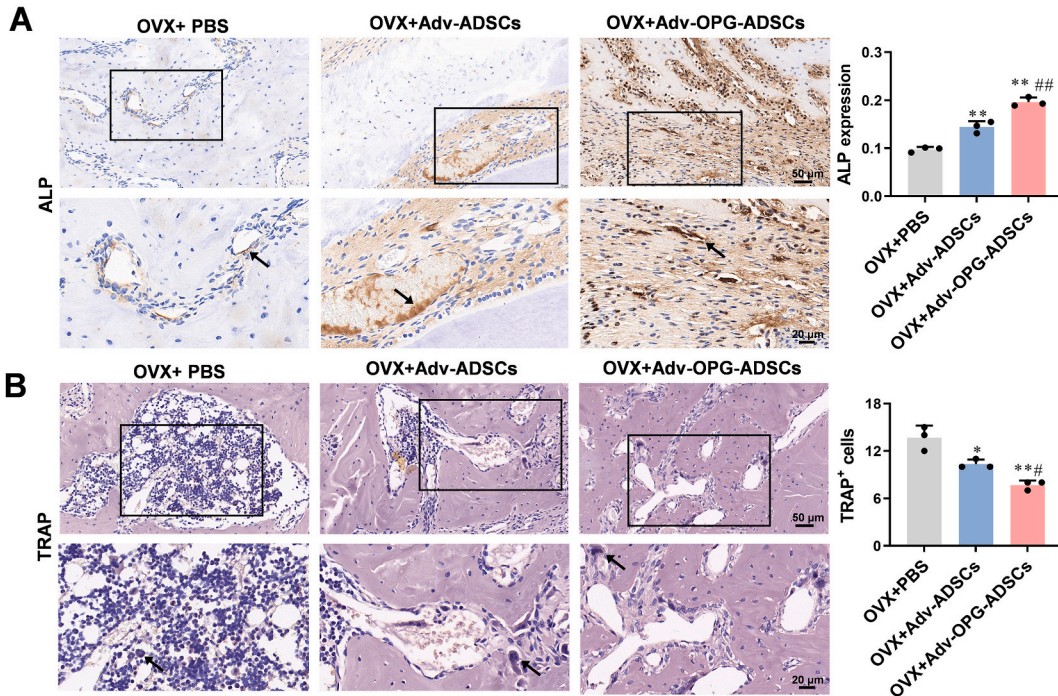 A
OVX+ PBS
OVX+Adv-ADSCs
OVX+Adv-OPG-ADSCs
ALP
50 μm
20 μm
ALP expression
0.3
0.2
0.1
0.0
**
** ##
OVX+PBS
OVX+Adv-ADSCs
OVX+Adv-OPG-ADSCs
B
OVX+ PBS
OVX+Adv-ADSCs
OVX+Adv-OPG-ADSCs
TRAP
50 μm
20 μm
TRAP+ cells
18
12
6
0
*
**#
OVX+PBS
OVX+Adv-ADSCs
OVX+Adv-OPG-ADSCs